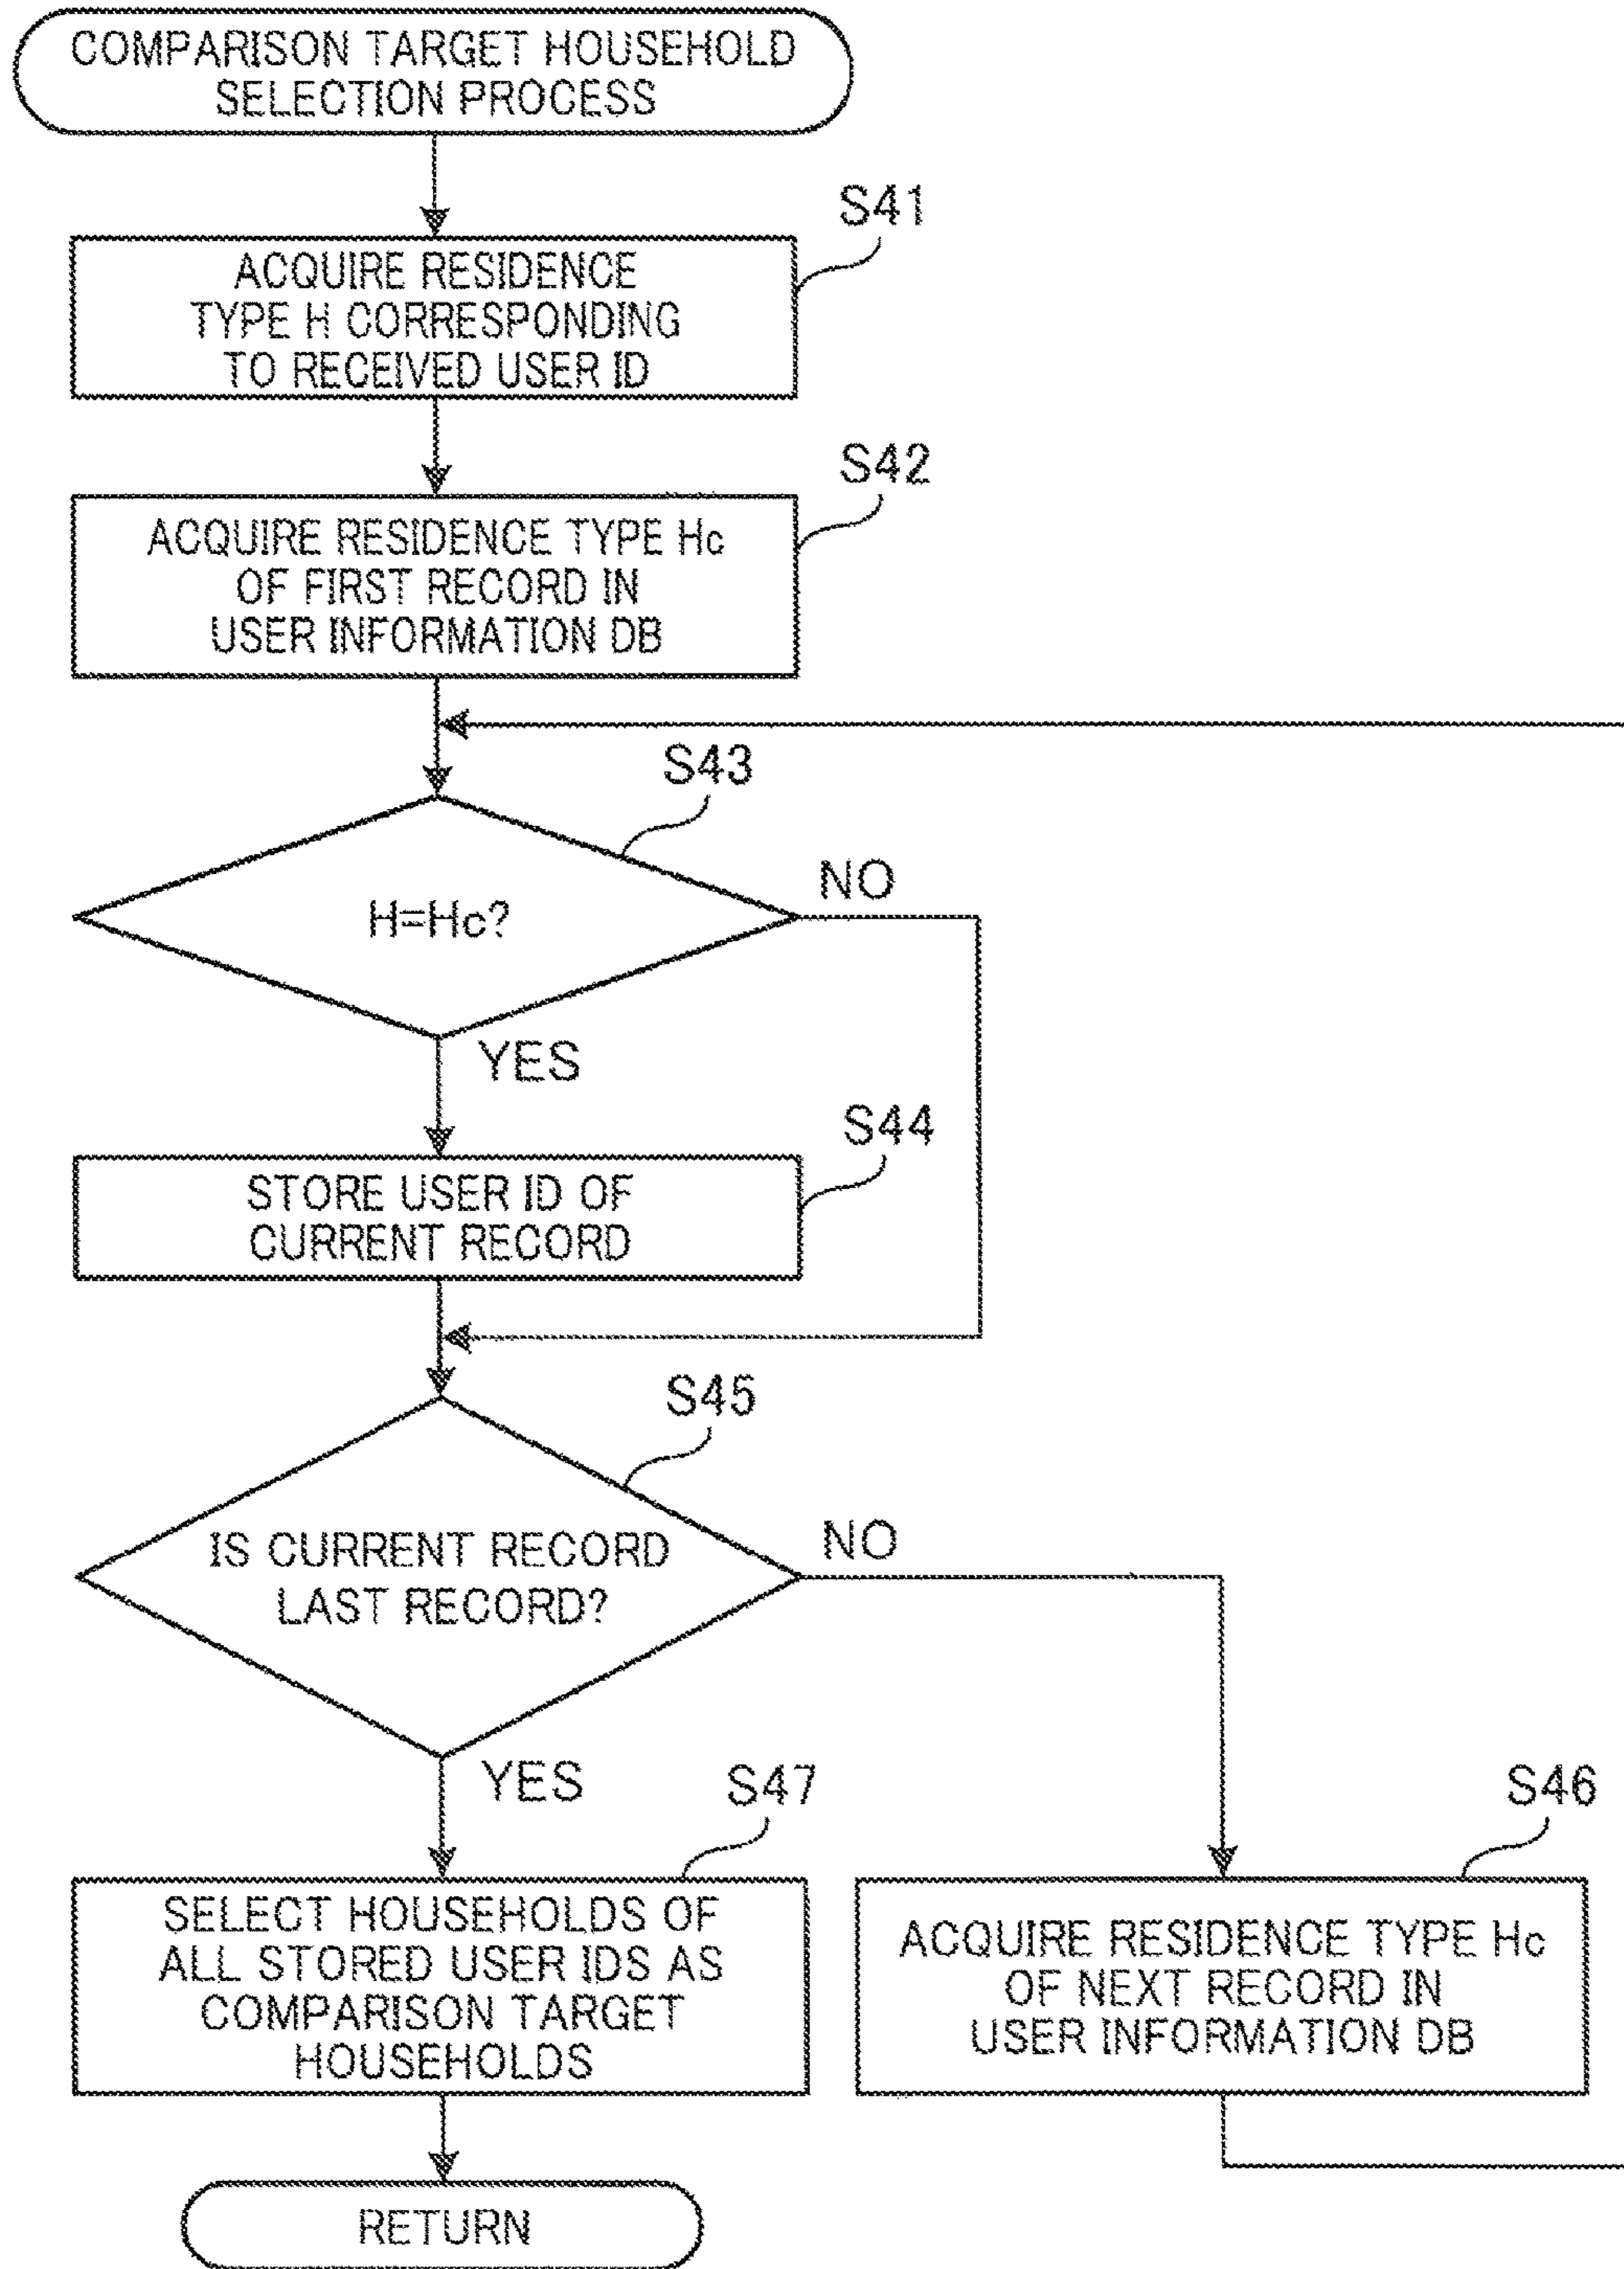 COMPARISON TARGET HOUSEHOLD
SELECTION PROCESS
S41
ACQUIRE RESIDENCE
TYPE H CORRESPONDING
TO RECEIVED USER ID
S42
ACQUIRE RESIDENCE TYPE Hc
OF FIRST RECORD IN
USER INFORMATION DB
S43
H=Hc?
NO
YES
S44
STORE USER ID OF
CURRENT RECORD
S45
IS CURRENT RECORD
LAST RECORD?
NO
YES
S47
SELECT HOUSEHOLDS OF
ALL STORED USER IDS AS
COMPARISON TARGET
HOUSEHOLDS
S46
ACQUIRE RESIDENCE TYPE Hc
OF NEXT RECORD IN
USER INFORMATION DB
RETURN